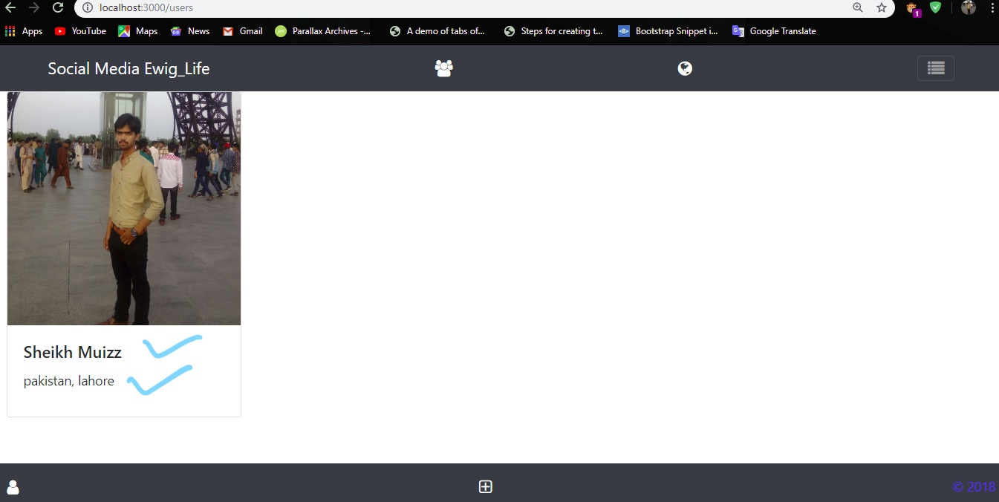 localhost:3000/users
1
Apps YouTube Maps News Gmail Parallax Archives -... A demo of tabs of... Steps for creating t... <B> Bootstrap Snippet i... Google Translate
Social Media Ewig_Life
Sheikh Muizz
pakistan, lahore
© 2018